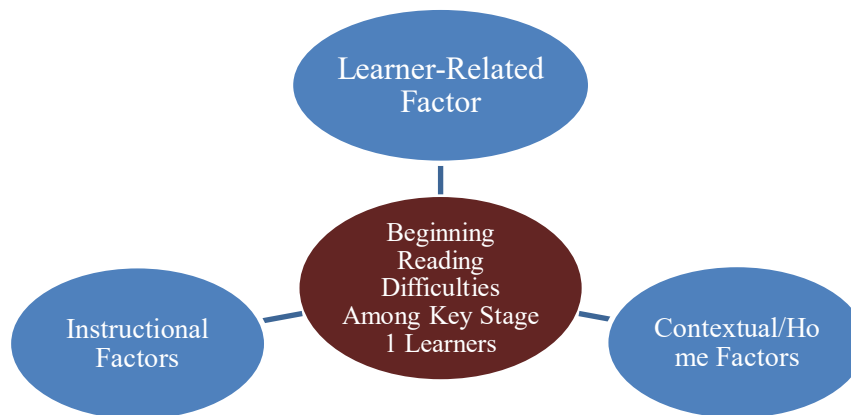 Learner-Related
Factor
Beginning
Reading
Difficulties
Among Key Stage
1 Learners
Instructional
Factors
Contextual/Ho
me Factors